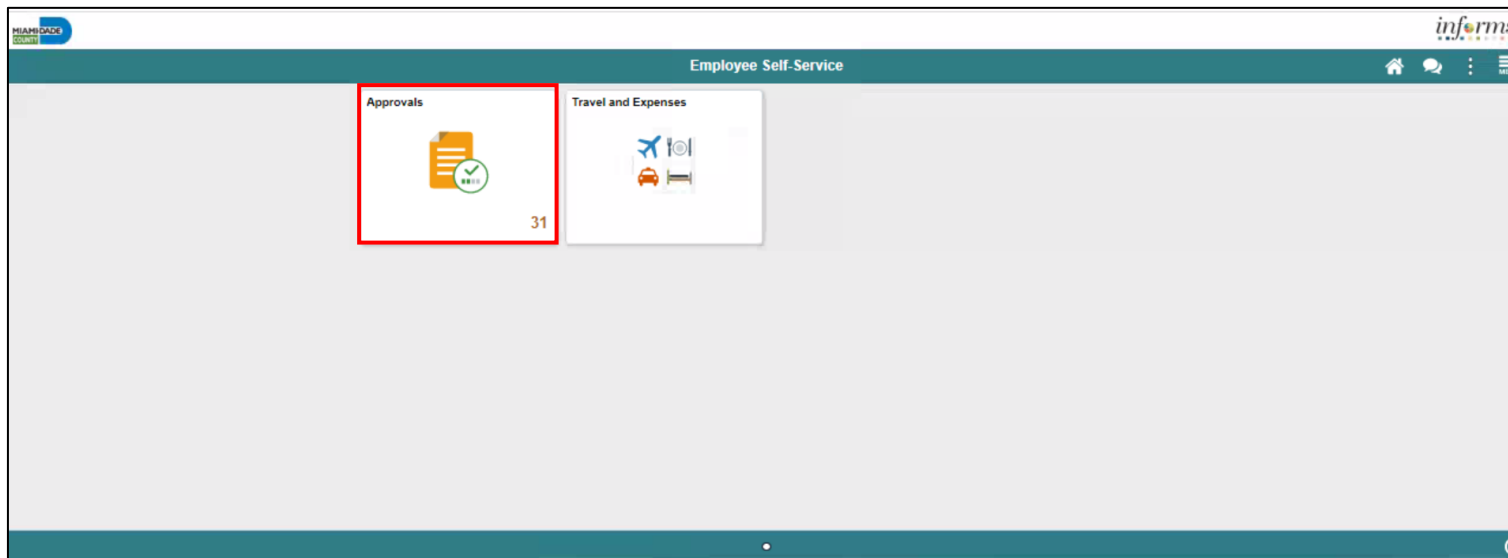 MIAMI-DADE
COUNTY
informs
Employee Self-Service
Approvals
Travel and Expenses
31